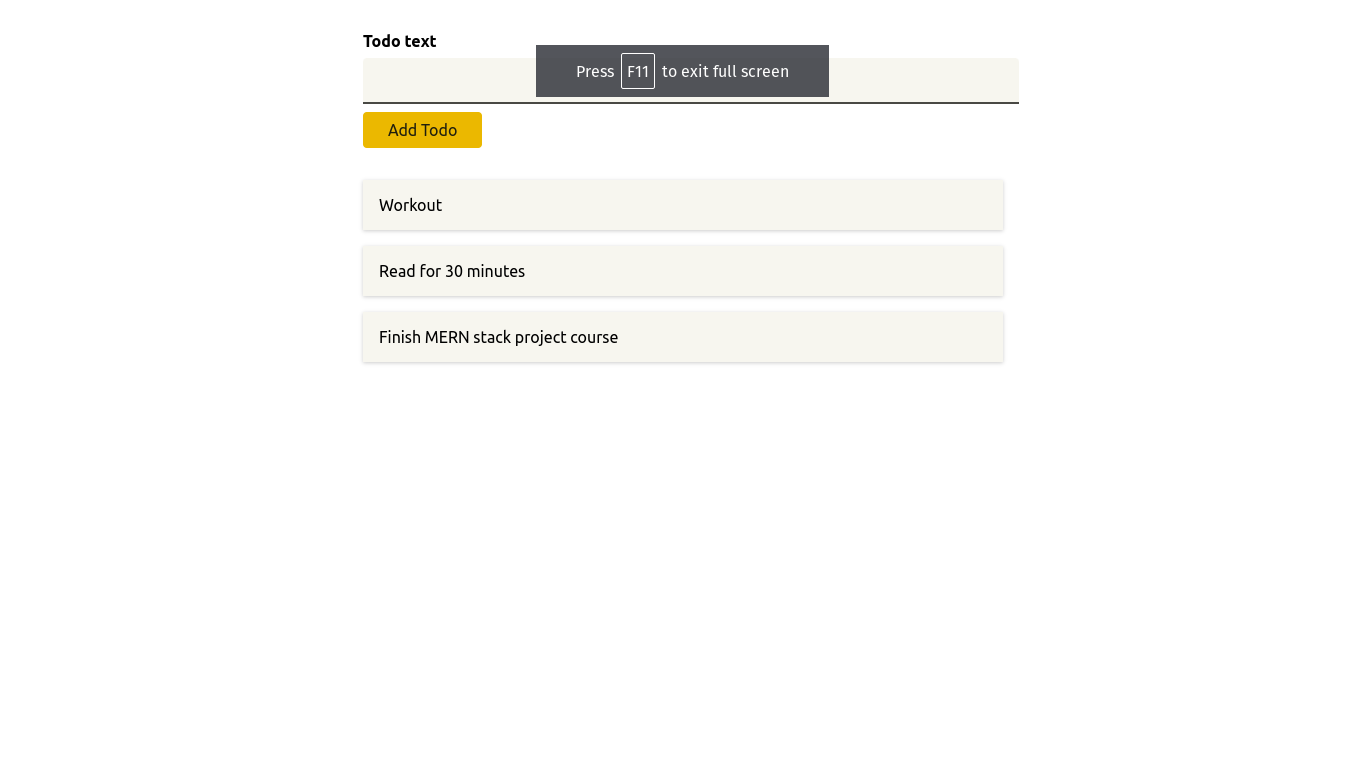 Todo text
Press F11 to exit full screen
Add Todo
Workout
Read for 30 minutes
Finish MERN stack project course